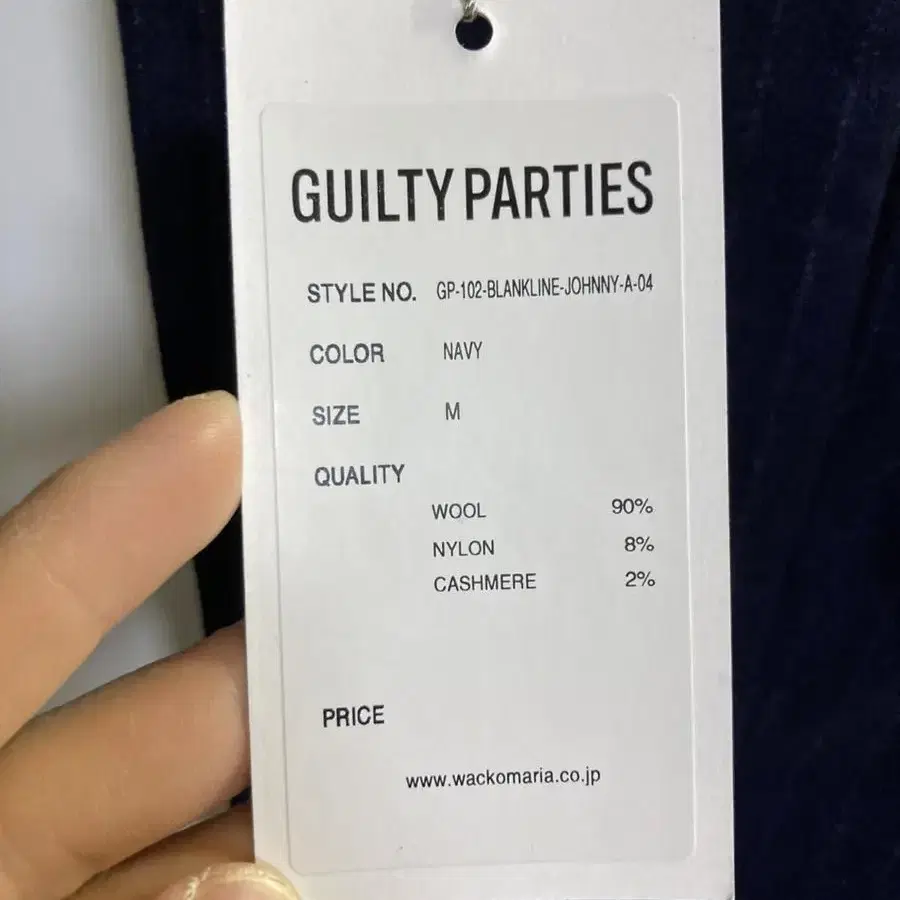 GUILTY PARTIES
STYLE NO. GP-102-BLANKLINE-JOHNNY-A-04
COLOR NAVY
SIZE M
QUALITY
WOOL 90%
NYLON 8%
CASHMERE 2%
PRICE
www.wackomaria.co.jp